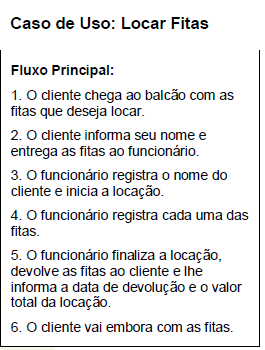 Caso de Uso: Locar Fitas
Fluxo Principal:
1. O cliente chega ao balcão com as
fitas que deseja locar.
2. O cliente informa seu nome e
entrega as fitas ao funcionário.
3. O funcionário registra o nome do
cliente e inicia a locação.
4. O funcionário registra cada uma das
fitas.
5. O funcionário finaliza a locação,
devolve as fitas ao cliente e lhe
informa a data de devolução e o valor
total da locação.
6. O cliente vai embora com as fitas.